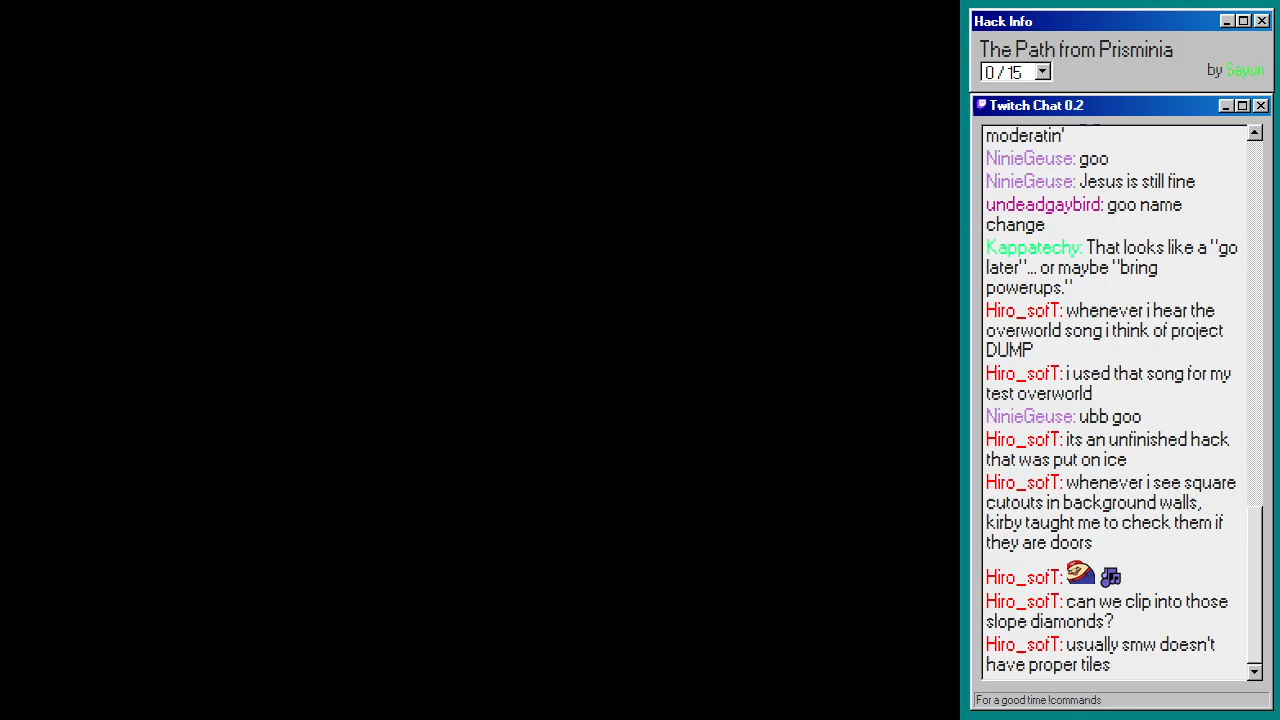 Hack Info
The Path from Prisminia
0 / 15
by Sayuri
Twitch Chat 0.2
moderatin'
NinieGeuse: goo
NinieGeuse: Jesus is still fine
undeadgaybird: goo name
change
Kappatechy: That looks like a "go
later"... or maybe "bring
powerups."
Hiro_sofT: whenever i hear the
overworld song i think of project
DUMP
Hiro_sofT: i used that song for my
test overworld
NinieGeuse: ubb goo
Hiro_sofT: its an unfinished hack
that was put on ice
Hiro_sofT: whenever i see square
cutouts in background walls,
kirby taught me to check them if
they are doors
Hiro_sofT:
Hiro_sofT: can we clip into those
slope diamonds?
Hiro_sofT: usually smw doesn't
have proper tiles
For a good time !commands